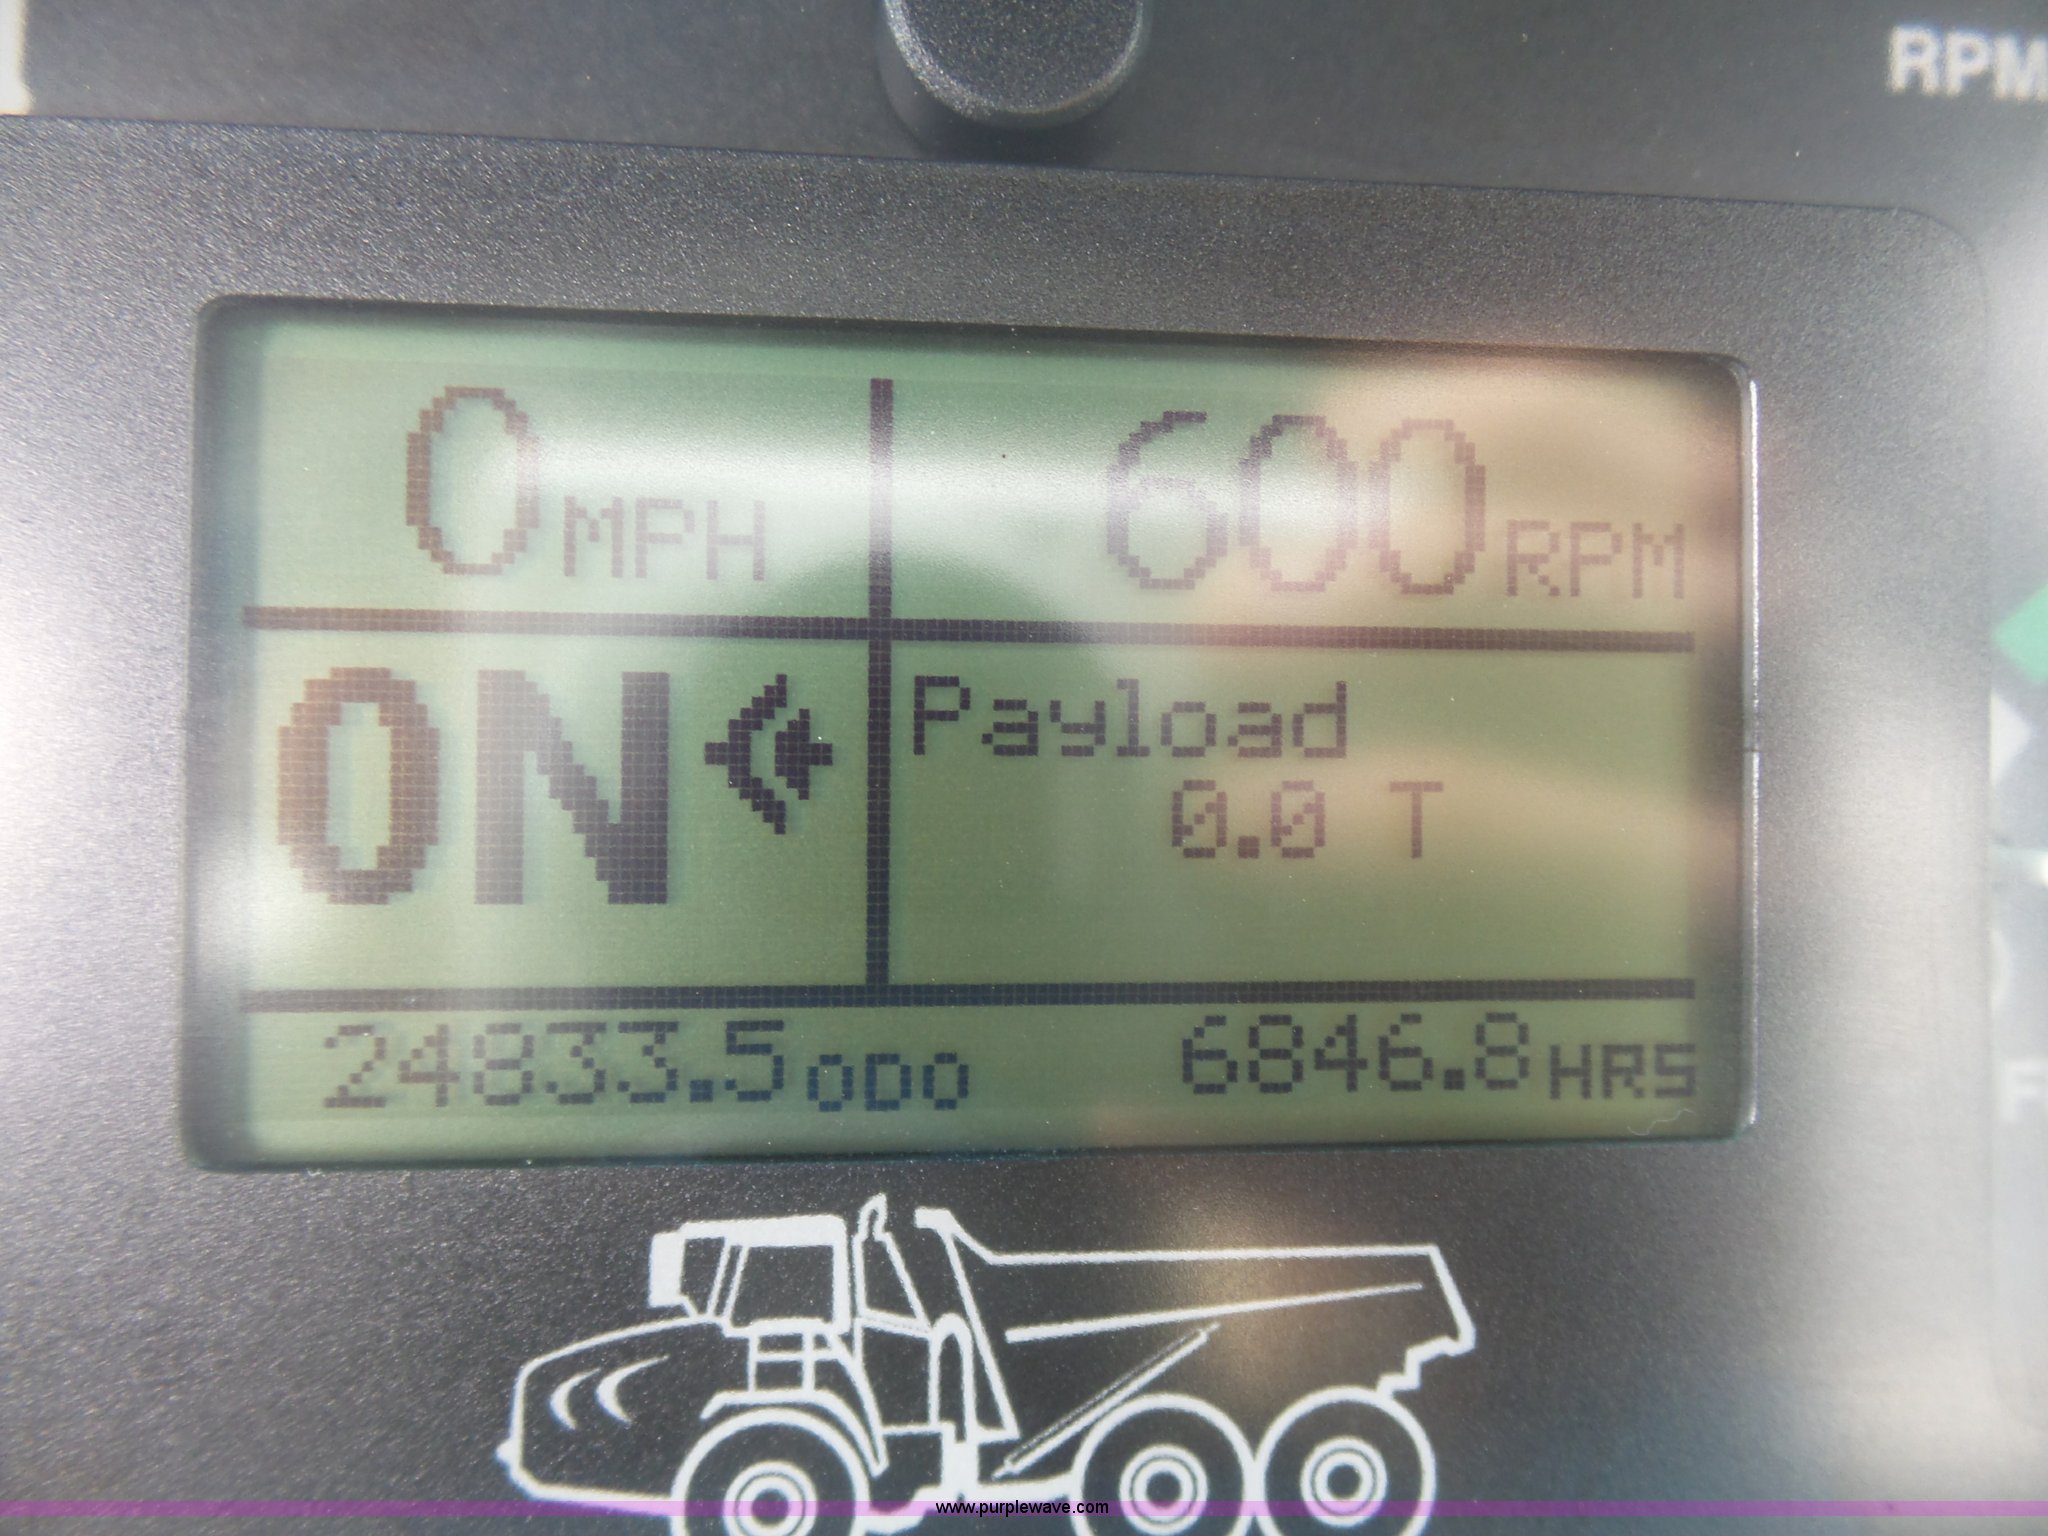 RPM
0 MPH
600 RPM
ON
Payload
0.0 T
24833.5 ODO
6846.8 HRS
F
www.purplewave.com